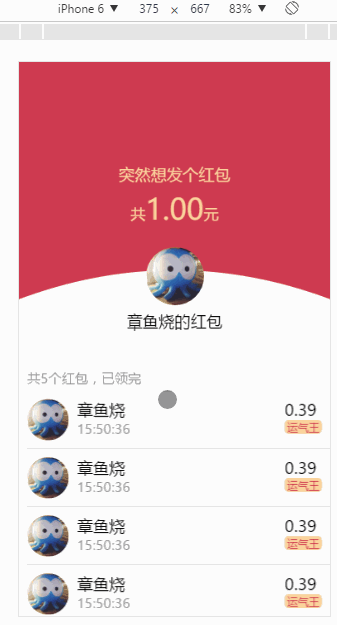 iPhone 6 ▼ 375 × 667 83% ▼
突然想发个红包
共1.00元
章鱼烧的红包
共5个红包，已领完
章鱼烧 0.39
15:50:36 运气王
章鱼烧 0.39
15:50:36 运气王
章鱼烧 0.39
15:50:36 运气王
章鱼烧 0.39
15:50:36 运气王